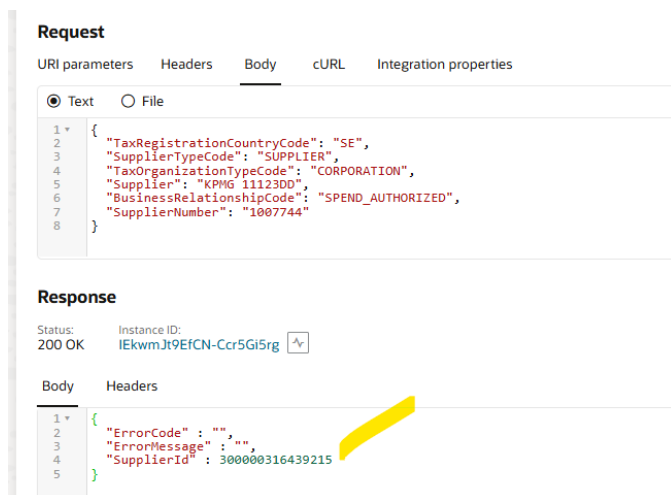 Request
URI parameters Headers Body cURL Integration properties
Text File
1 {
2 "TaxRegistrationCountryCode": "SE",
3 "SupplierTypeCode": "SUPPLIER",
4 "TaxOrganizationTypeCode": "CORPORATION",
5 "Supplier": "KPMG 11123DD",
6 "BusinessRelationshipCode": "SPEND_AUTHORIZED",
7 "SupplierNumber": "1007744"
8 }
Response
Status: Instance ID:
200 OK IEkwmJt9EfCN-Ccr5Gi5rg
Body Headers
1 {
2 "ErrorCode" : "",
3 "ErrorMessage" : "",
4 "SupplierId" : 300000316439215
5 }